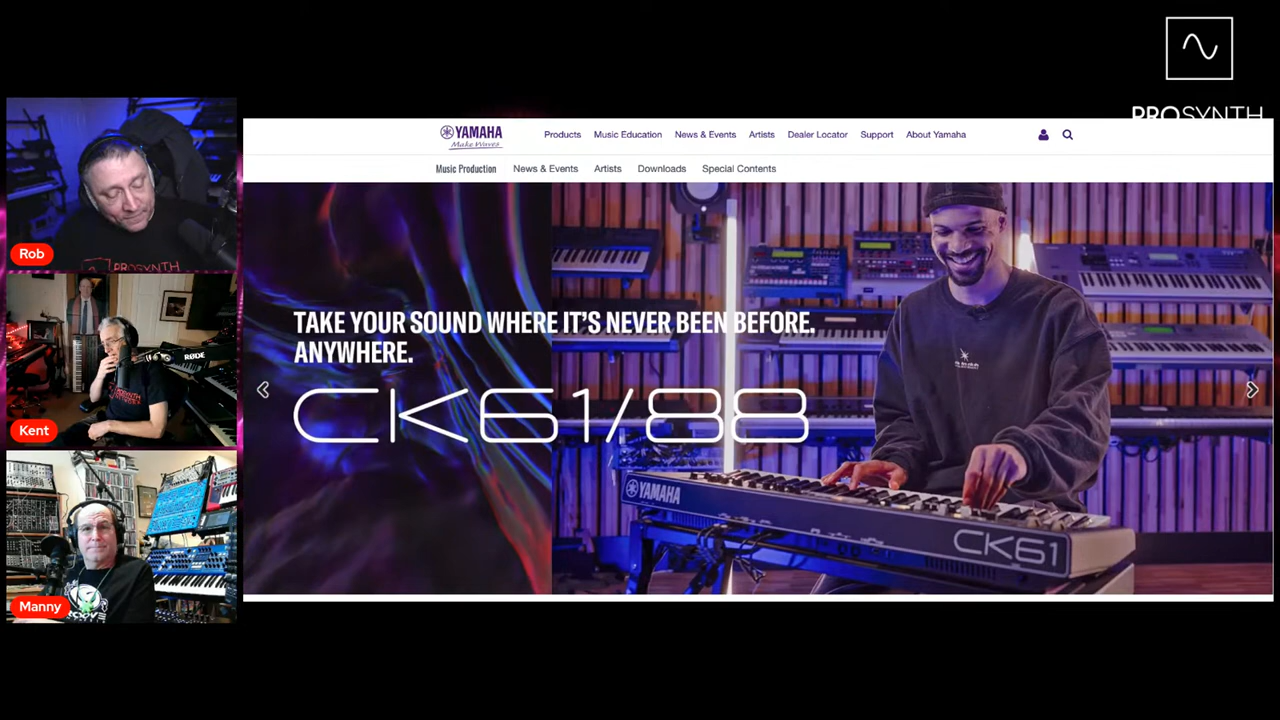 PROSYNTH
YAMAHA
Make Waves
Products
Music Education
News & Events
Artists
Dealer Locator
Support
About Yamaha
Music Production
News & Events
Artists
Downloads
Special Contents
TAKE YOUR SOUND WHERE IT'S NEVER BEEN BEFORE.
ANYWHERE.
CK61/88
YAMAHA
CK61
PROSYNTH
Rob
RØDE
Kent
Manny